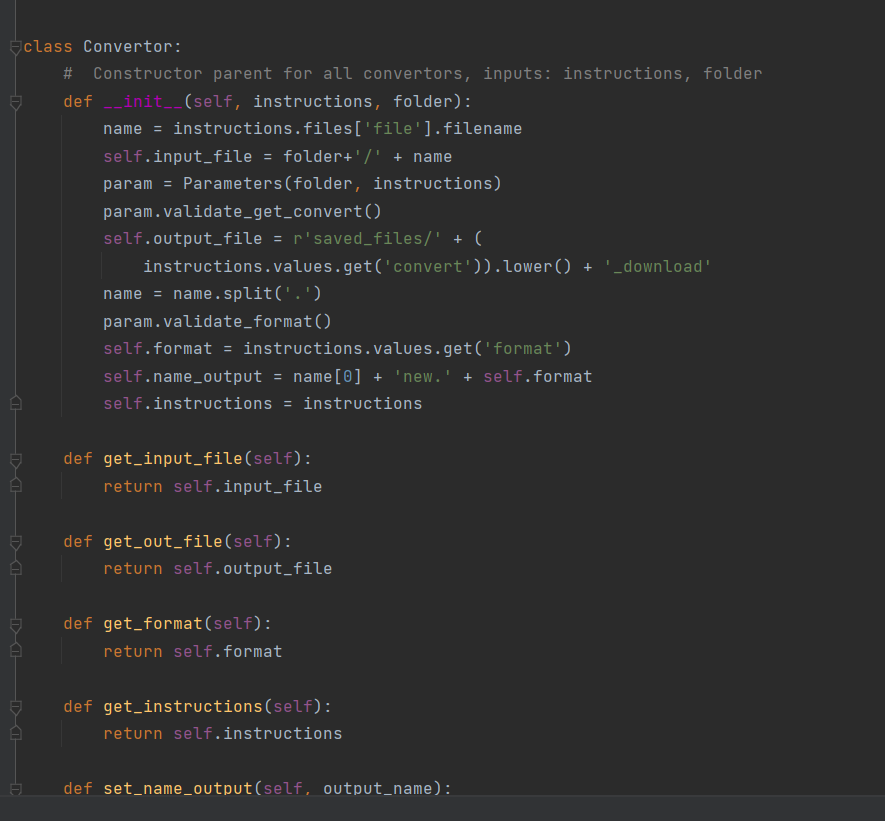 class Convertor:
    #  Constructor parent for all convertors, inputs: instructions, folder
    def __init__(self, instructions, folder):
        name = instructions.files['file'].filename
        self.input_file = folder+'/' + name
        param = Parameters(folder, instructions)
        param.validate_get_convert()
        self.output_file = r'saved_files/' + (
            instructions.values.get('convert')).lower() + '_download'
        name = name.split('.')
        param.validate_format()
        self.format = instructions.values.get('format')
        self.name_output = name[0] + 'new.' + self.format
        self.instructions = instructions

    def get_input_file(self):
        return self.input_file

    def get_out_file(self):
        return self.output_file

    def get_format(self):
        return self.format

    def get_instructions(self):
        return self.instructions

    def set_name_output(self, output_name):